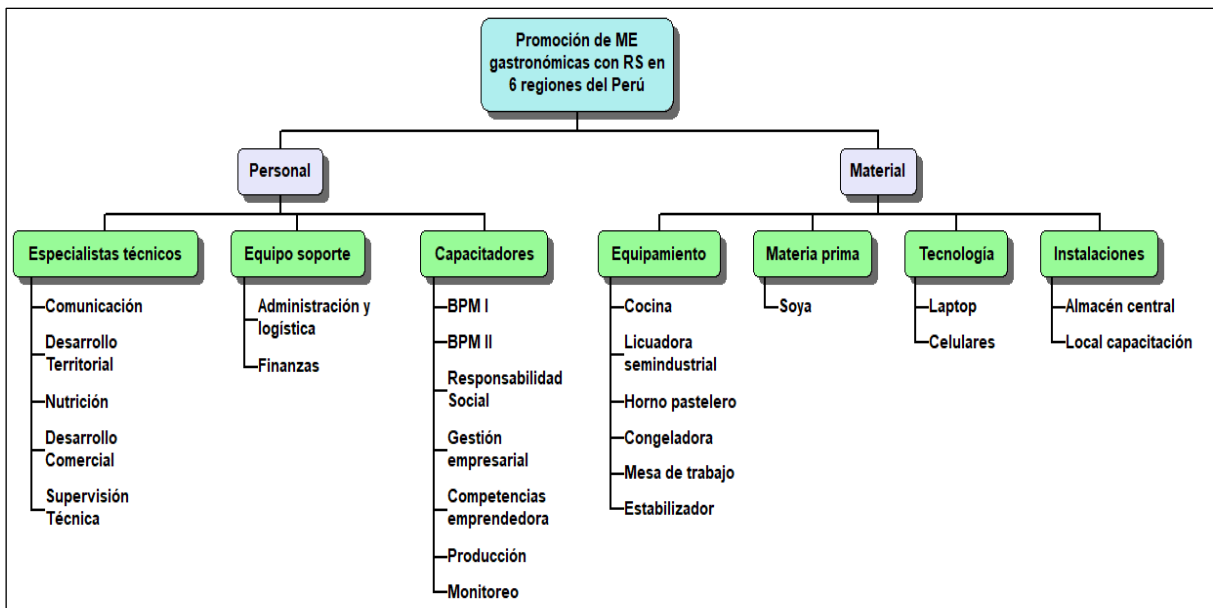 Promoción de ME
gastronómicas con RS en
6 regiones del Perú
Personal
Material
Especialistas técnicos
Comunicación
Desarrollo
Territorial
Nutrición
Desarrollo
Comercial
Supervisión
Técnica
Equipo soporte
Administración y
logística
Finanzas
Capacitadores
BPM I
BPM II
Responsabilidad
Social
Gestión
empresarial
Competencias
emprendedora
Producción
Monitoreo
Equipamiento
Cocina
Licuadora
semindustrial
Horno pastelero
Congeladora
Mesa de trabajo
Estabilizador
Materia prima
Soya
Tecnología
Laptop
Celulares
Instalaciones
Almacén central
Local capacitación